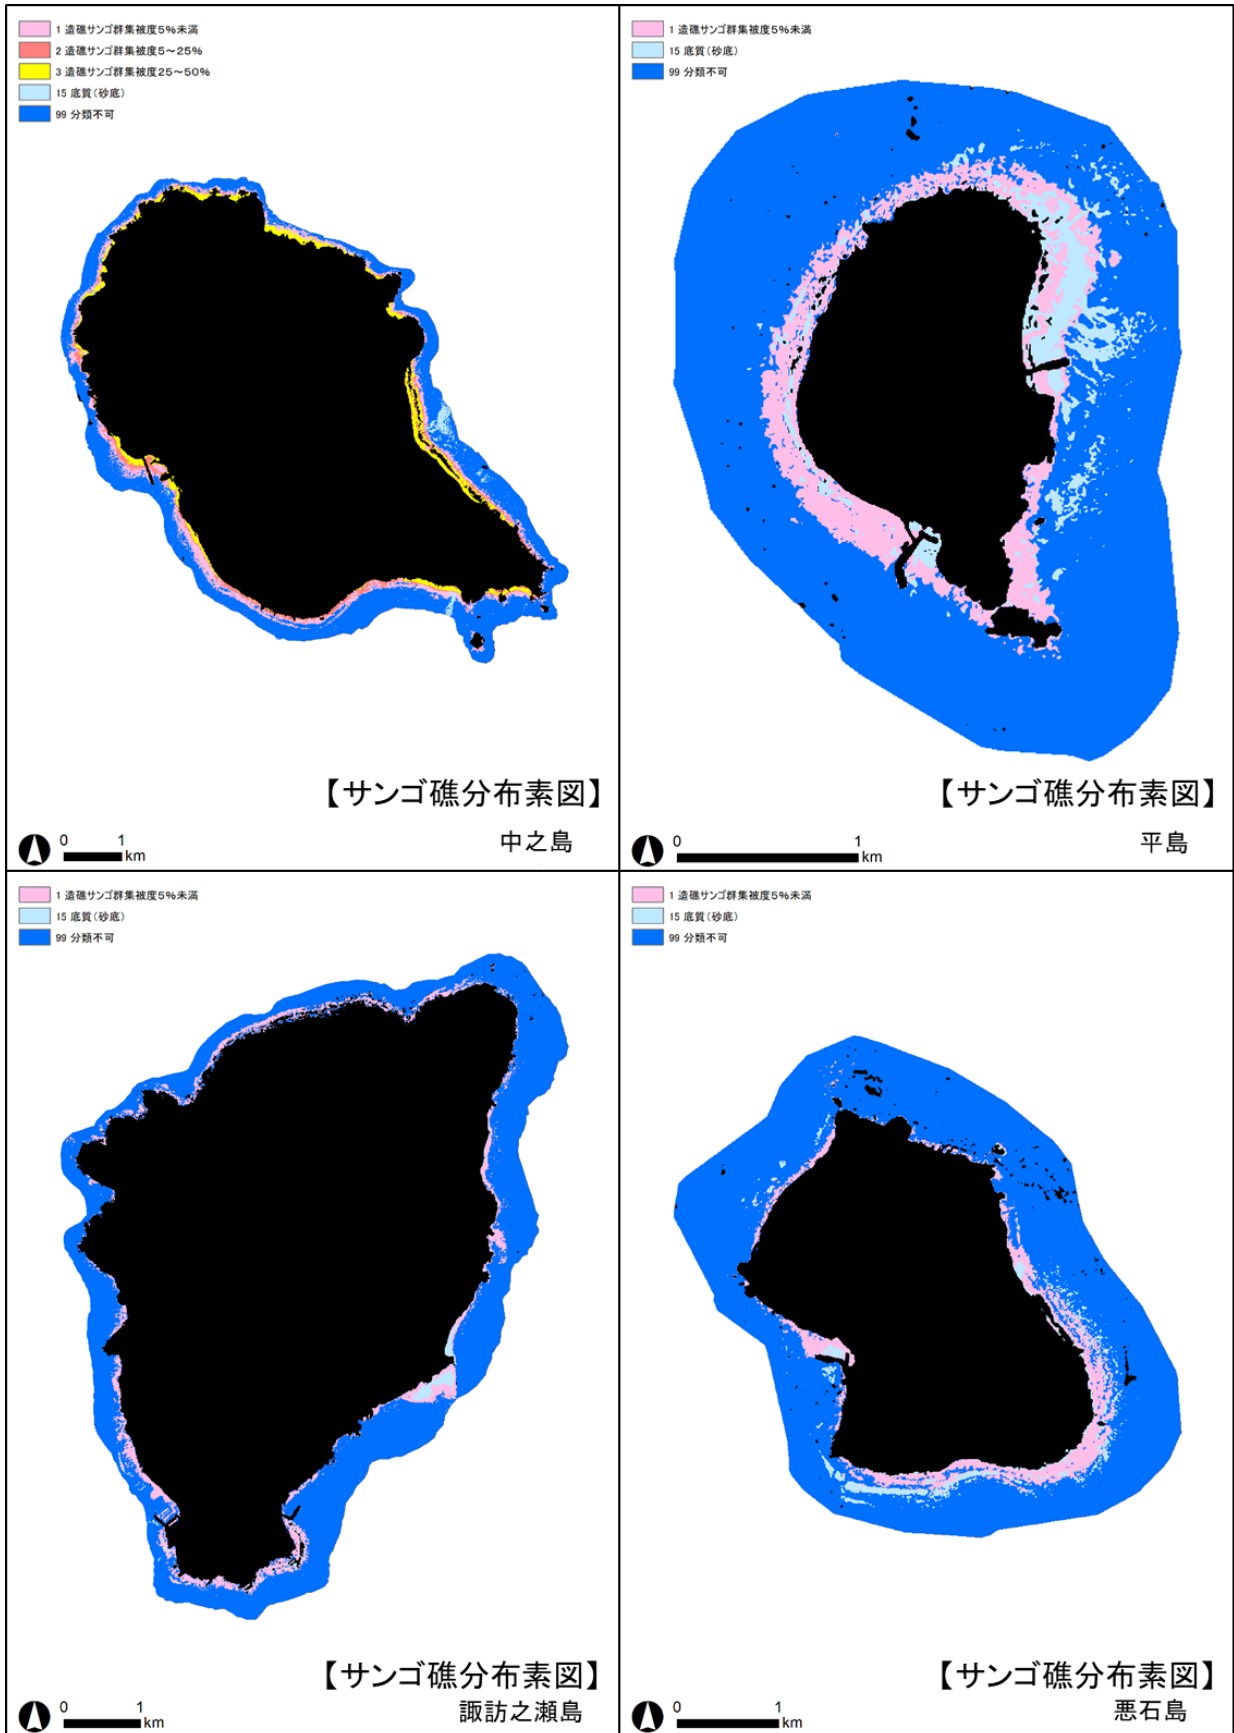 1 造礁サンゴ群集被度5%未満
2 造礁サンゴ群集被度5～25%
3 造礁サンゴ群集被度25～50%
15 底質(砂底)
99 分類不可
【サンゴ礁分布素図】
0 1
km
中之島
1 造礁サンゴ群集被度5%未満
15 底質(砂底)
99 分類不可
【サンゴ礁分布素図】
0 1
km
平島
1 造礁サンゴ群集被度5%未満
15 底質(砂底)
99 分類不可
【サンゴ礁分布素図】
0 1
km
諏訪之瀬島
1 造礁サンゴ群集被度5%未満
15 底質(砂底)
99 分類不可
【サンゴ礁分布素図】
0 1
km
悪石島